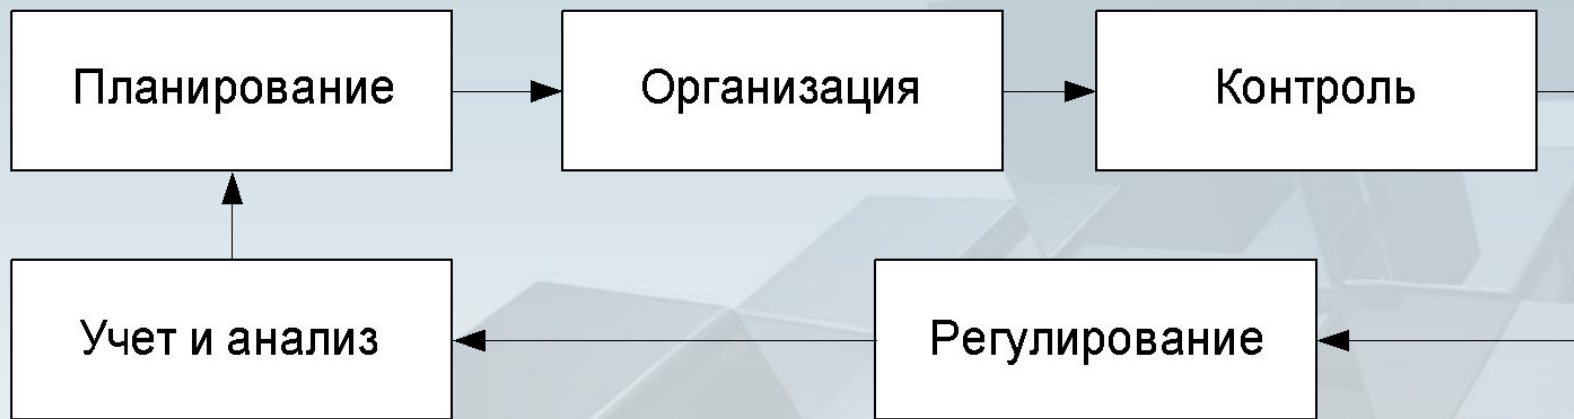 Планирование
Организация
Контроль
Учет и анализ
Регулирование